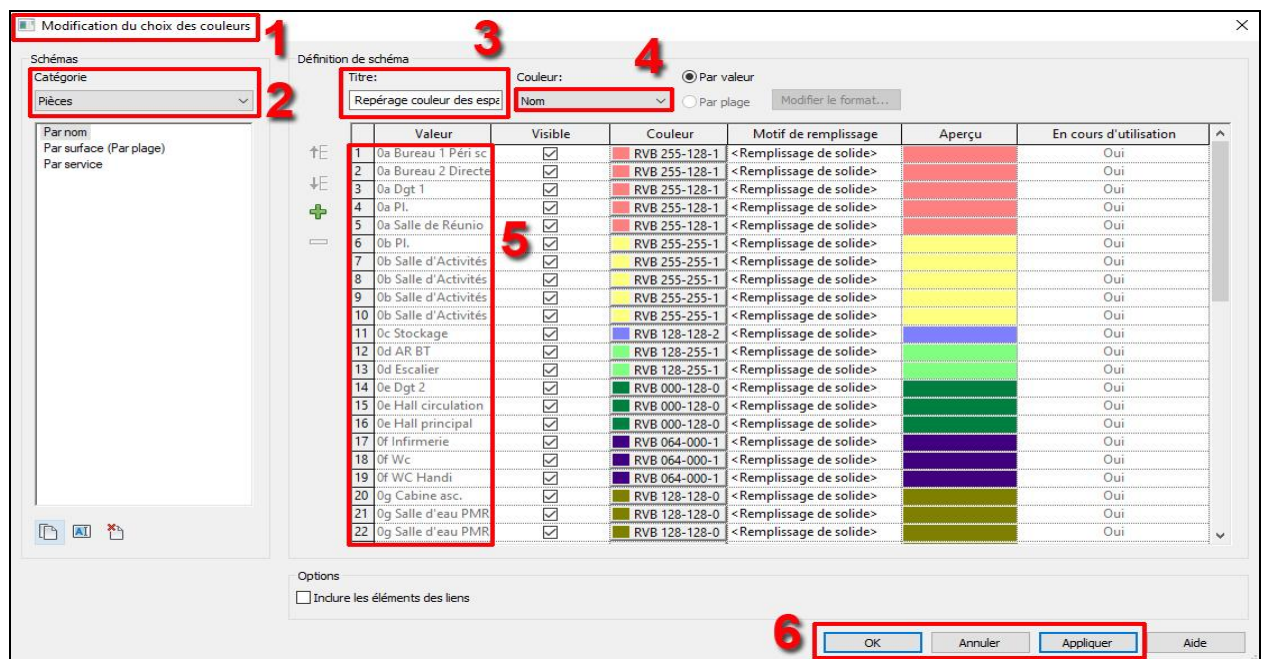 Modification du choix des couleurs
1
Schémas
Catégorie
Pièces
2
Par nom
Par surface (Par plage)
Par service
Définition de schéma
3
Titre:
Repérage couleur des espa
Couleur:
4
Nom
Par valeur
Par plage
Modifier le format...
Valeur Visible Couleur Motif de remplissage Aperçu En cours d'utilisation
1 0a Bureau 1 Péri sc RVB 255-128-1 <Remplissage de solide> Oui
2 0a Bureau 2 Directe RVB 255-128-1 <Remplissage de solide> Oui
3 0a Dgt 1 RVB 255-128-1 <Remplissage de solide> Oui
4 0a Pl. RVB 255-128-1 <Remplissage de solide> Oui
5 0a Salle de Réunio RVB 255-128-1 <Remplissage de solide> Oui
5
6 0b Pl. RVB 255-255-1 <Remplissage de solide> Oui
7 0b Salle d'Activités RVB 255-255-1 <Remplissage de solide> Oui
8 0b Salle d'Activités RVB 255-255-1 <Remplissage de solide> Oui
9 0b Salle d'Activités RVB 255-255-1 <Remplissage de solide> Oui
10 0b Salle d'Activités RVB 255-255-1 <Remplissage de solide> Oui
11 0c Stockage RVB 128-128-2 <Remplissage de solide> Oui
12 0d AR BT RVB 128-255-1 <Remplissage de solide> Oui
13 0d Escalier RVB 128-255-1 <Remplissage de solide> Oui
14 0e Dgt 2 RVB 000-128-0 <Remplissage de solide> Oui
15 0e Hall circulation RVB 000-128-0 <Remplissage de solide> Oui
16 0e Hall principal RVB 000-128-0 <Remplissage de solide> Oui
17 0f Infirmerie RVB 064-000-1 <Remplissage de solide> Oui
18 0f Wc RVB 064-000-1 <Remplissage de solide> Oui
19 0f WC Handi RVB 064-000-1 <Remplissage de solide> Oui
20 0g Cabine asc. RVB 128-128-0 <Remplissage de solide> Oui
21 0g Salle d'eau PMR RVB 128-128-0 <Remplissage de solide> Oui
22 0g Salle d'eau PMR RVB 128-128-0 <Remplissage de solide> Oui
AI
Options
Inclure les éléments des liens
6
OK Annuler Appliquer Aide